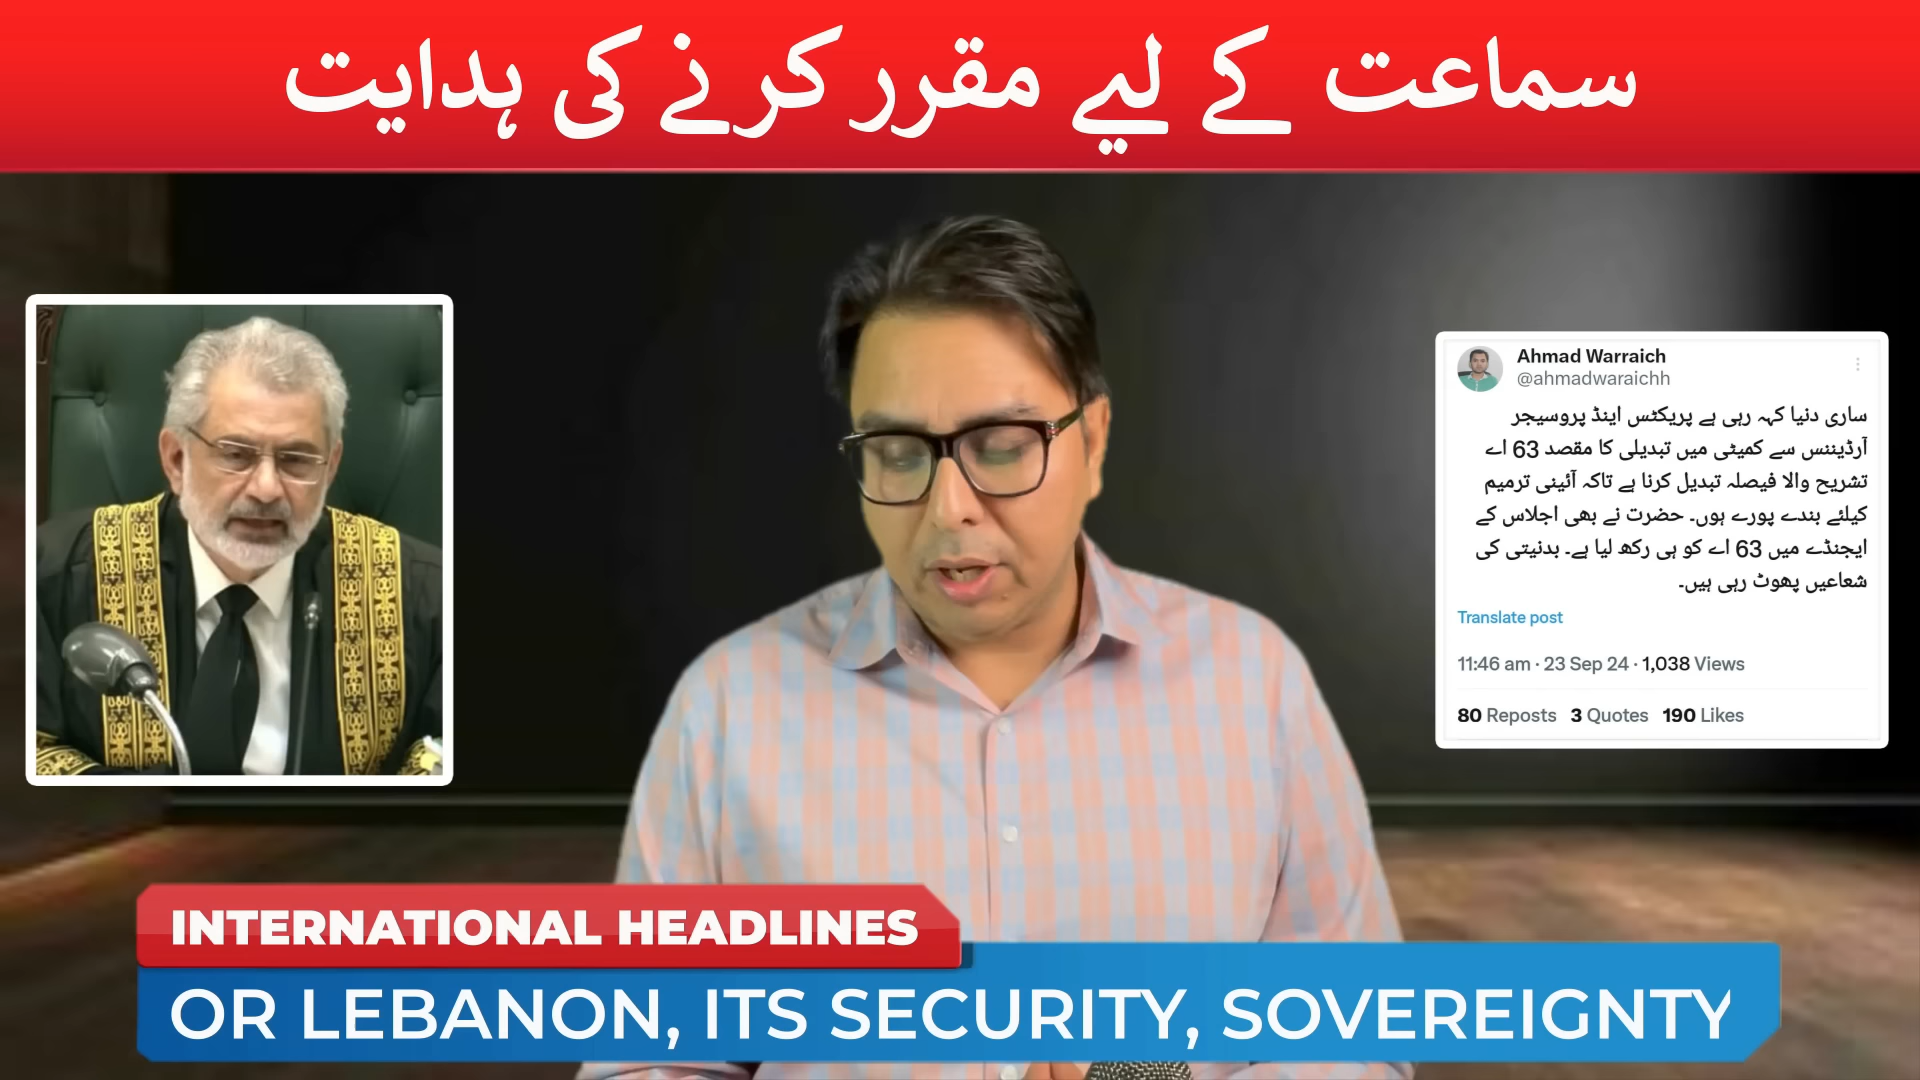 سماعت کے لیے مقرر کرنے کی ہدایت
Ahmad Warraich
@ahmadwaraichh
ساری دنیا کہہ رہی ہے پریکٹس اینڈ پروسیجر
آرڈیننس سے کمیٹی میں تبدیلی کا مقصد 63 اے
تشریح والا فیصلہ تبدیل کرنا ہے تاکہ آئینی ترمیم
کیلئے بندے پورے ہوں۔ حضرت نے بھی اجلاس کے
ایجنڈے میں 63 اے کو ہی رکھ لیا ہے۔ بدنیتی کی
شعاعیں پھوٹ رہی ہیں۔
Translate post
11:46 am · 23 Sep 24 · 1,038 Views
80 Reposts 3 Quotes 190 Likes
INTERNATIONAL HEADLINES
OR LEBANON, ITS SECURITY, SOVEREIGNTY